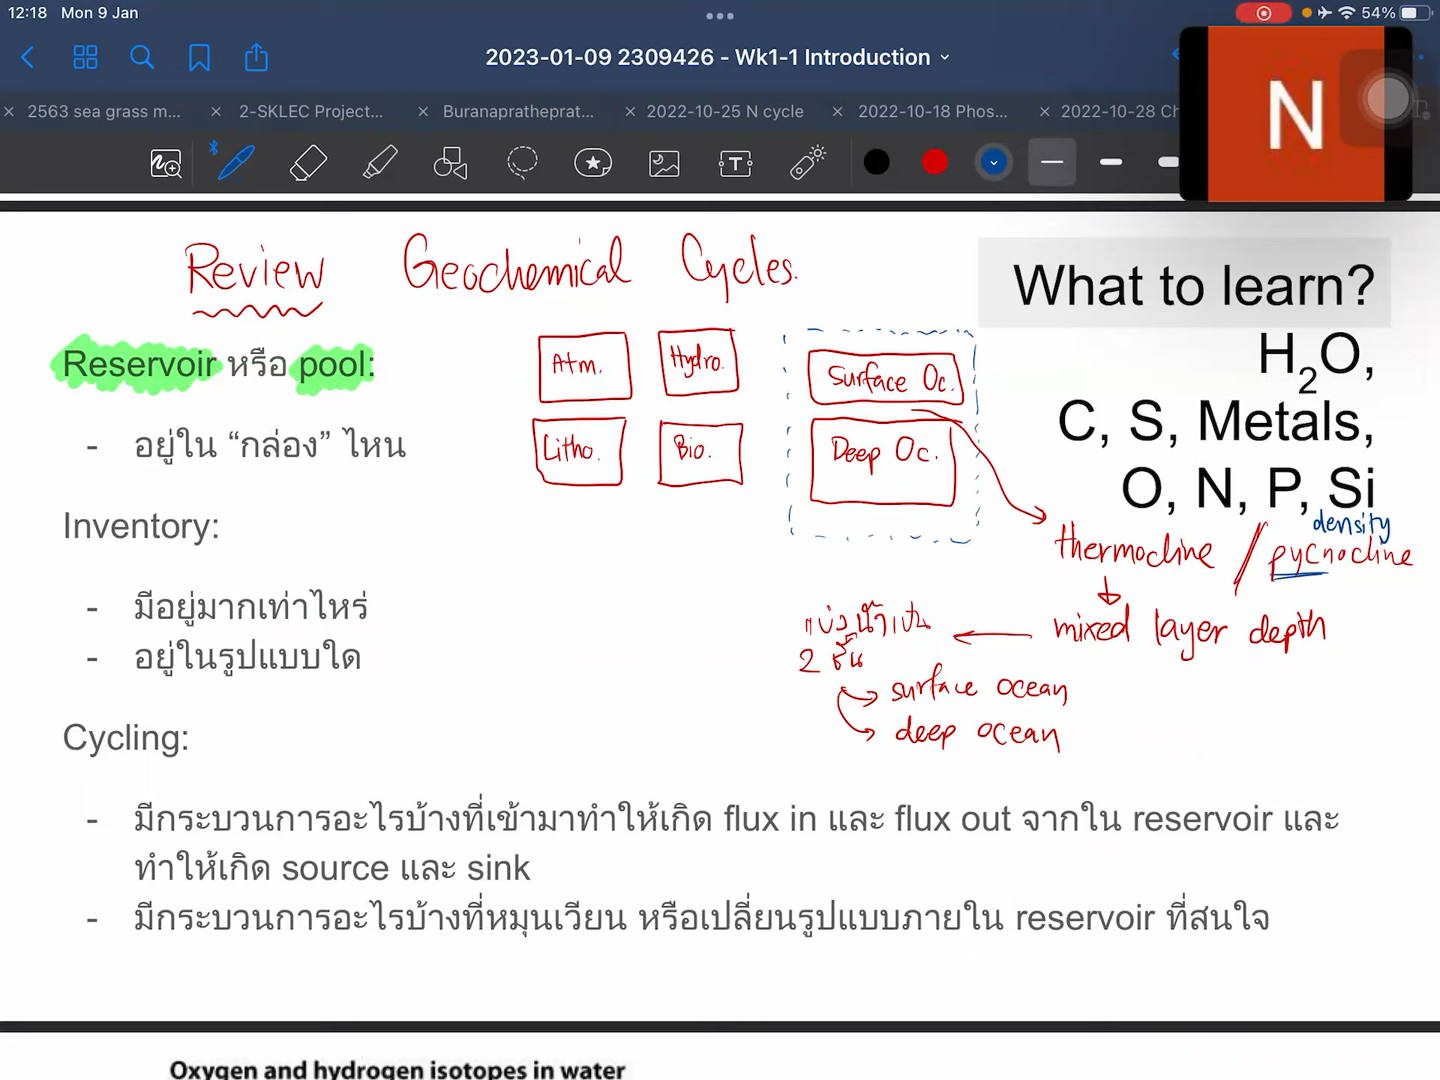 12:18 Mon 9 Jan
54%
2023-01-09 2309426 - Wk1-1 Introduction
2563 sea grass m...
2-SKLEC Project...
Buranapratheprat...
2022-10-25 N cycle
2022-10-18 Phos...
2022-10-28 Ch
N
Review Geochemical Cycles.
What to learn?
H2O,
C, S, Metals,
O, N, P, Si
Reservoir หรือ pool:
- อยู่ใน “กล่อง” ไหน
Atm.
Hydro.
Litho.
Bio.
Surface Oc.
Deep Oc.
density
thermocline / pycnocline
mixed layer depth
แบ่งน้ำเป็น
2 ชั้น
surface ocean
deep ocean
Inventory:
- มีอยู่มากเท่าไหร่
- อยู่ในรูปแบบใด
Cycling:
- มีกระบวนการอะไรบ้างที่เข้ามาทำให้เกิด flux in และ flux out จากใน reservoir และ
ทำให้เกิด source และ sink
- มีกระบวนการอะไรบ้างที่หมุนเวียน หรือเปลี่ยนรูปแบบภายใน reservoir ที่สนใจ
Oxygen and hydrogen isotopes in water